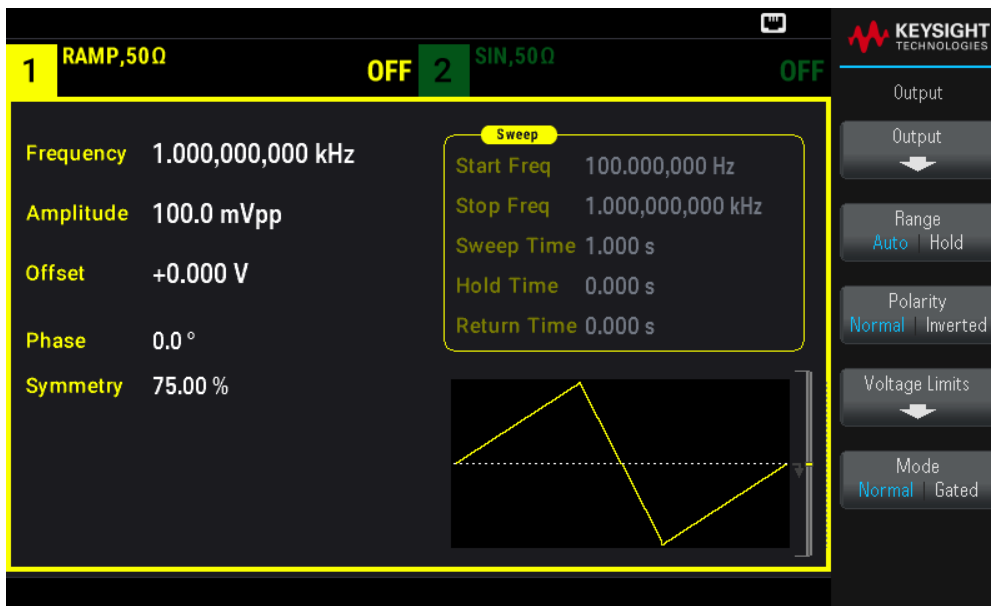 KEYSIGHT
TECHNOLOGIES
1 RAMP,50Ω OFF
2 SIN,50Ω OFF
Frequency 1.000,000,000 kHz
Amplitude 100.0 mVpp
Offset +0.000 V
Phase 0.0 °
Symmetry 75.00 %
Sweep
Start Freq 100.000,000 Hz
Stop Freq 1.000,000,000 kHz
Sweep Time 1.000 s
Hold Time 0.000 s
Return Time 0.000 s
Output
Output
Range
Auto | Hold
Polarity
Normal | Inverted
Voltage Limits
Mode
Normal | Gated